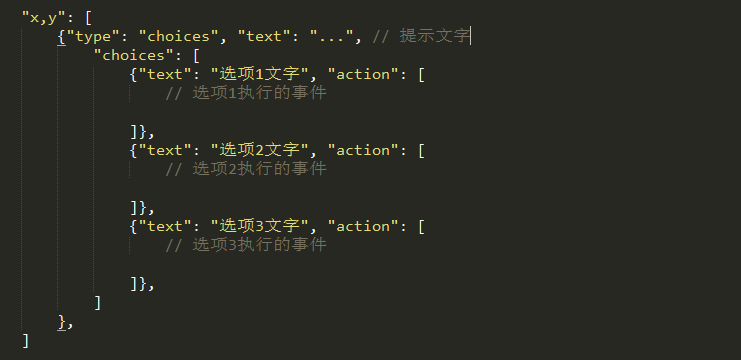 "x,y": [
{"type": "choices", "text": "...", // 提示文字
"choices": [
{"text": "选项1文字", "action": [
// 选项1执行的事件
]},
{"text": "选项2文字", "action": [
// 选项2执行的事件
]},
{"text": "选项3文字", "action": [
// 选项3执行的事件
]},
]
},
]